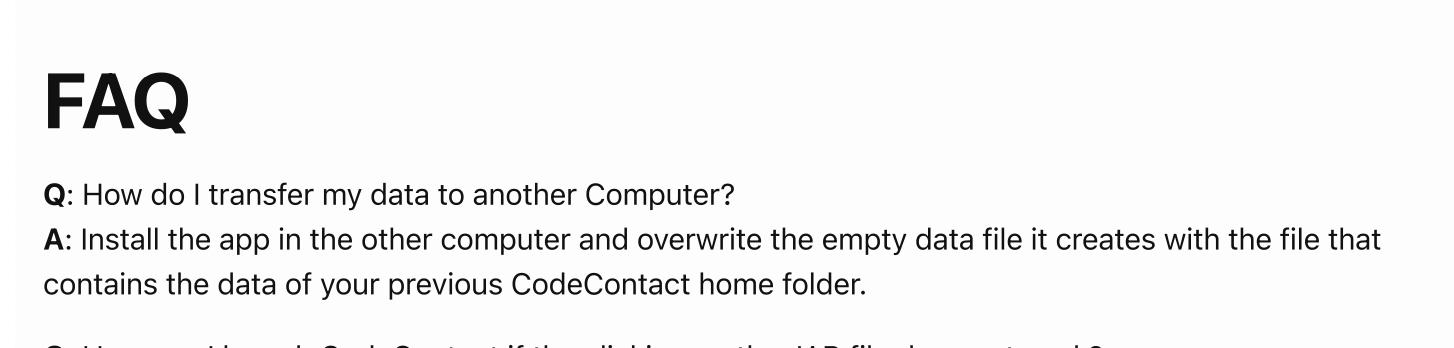 FAQ
Q: How do I transfer my data to another Computer?
A: Install the app in the other computer and overwrite the empty data file it creates with the file that
contains the data of your previous CodeContact home folder.